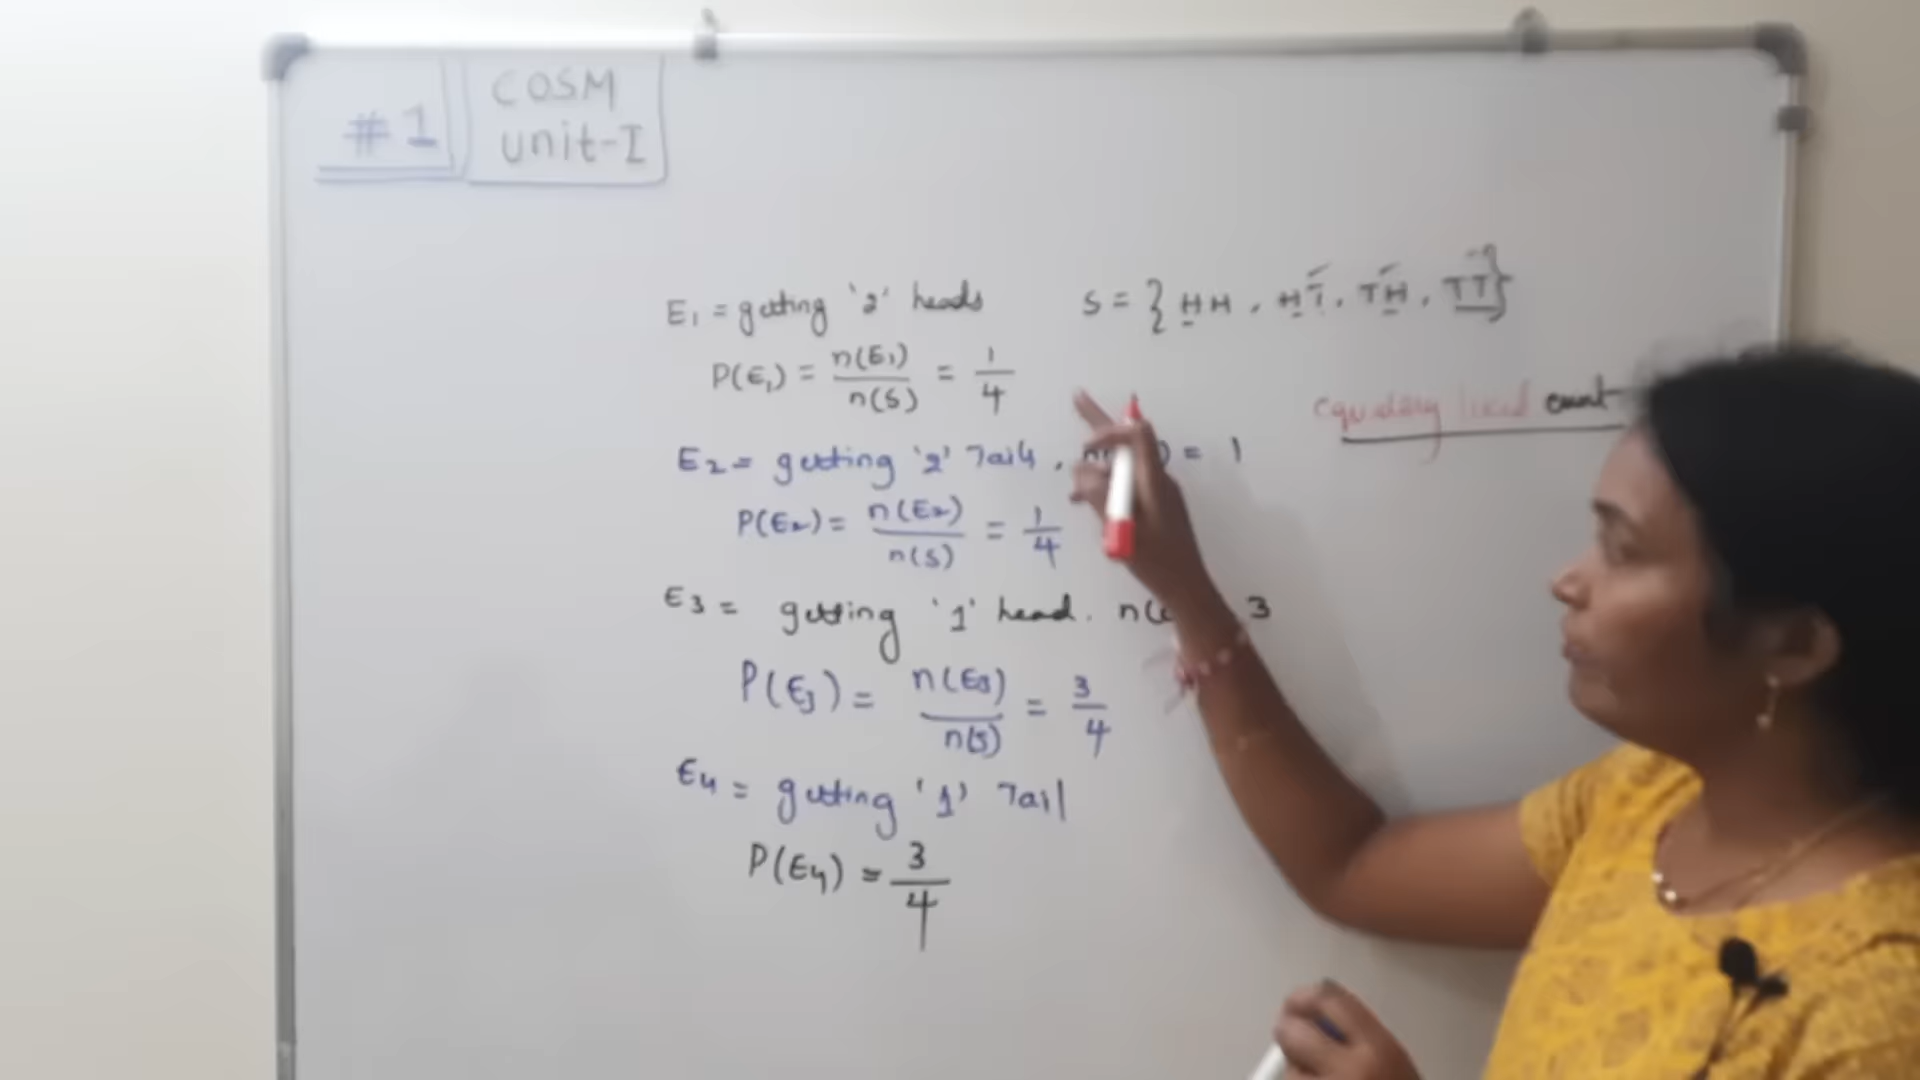 #1
COSM
unit-I
E1 = getting '2' heads
S = { HH, HT, TH, TT}
P(E1) = n(E1)/n(S) = 1/4
equally liked
E2 = getting '2' Tails, = 1
P(E2) = n(E2)/n(S) = 1/4
E3 = getting '1' head. 3
P(E3) = n(E3)/n(S) = 3/4
E4 = getting '1' Tail
P(E4) = 3/4